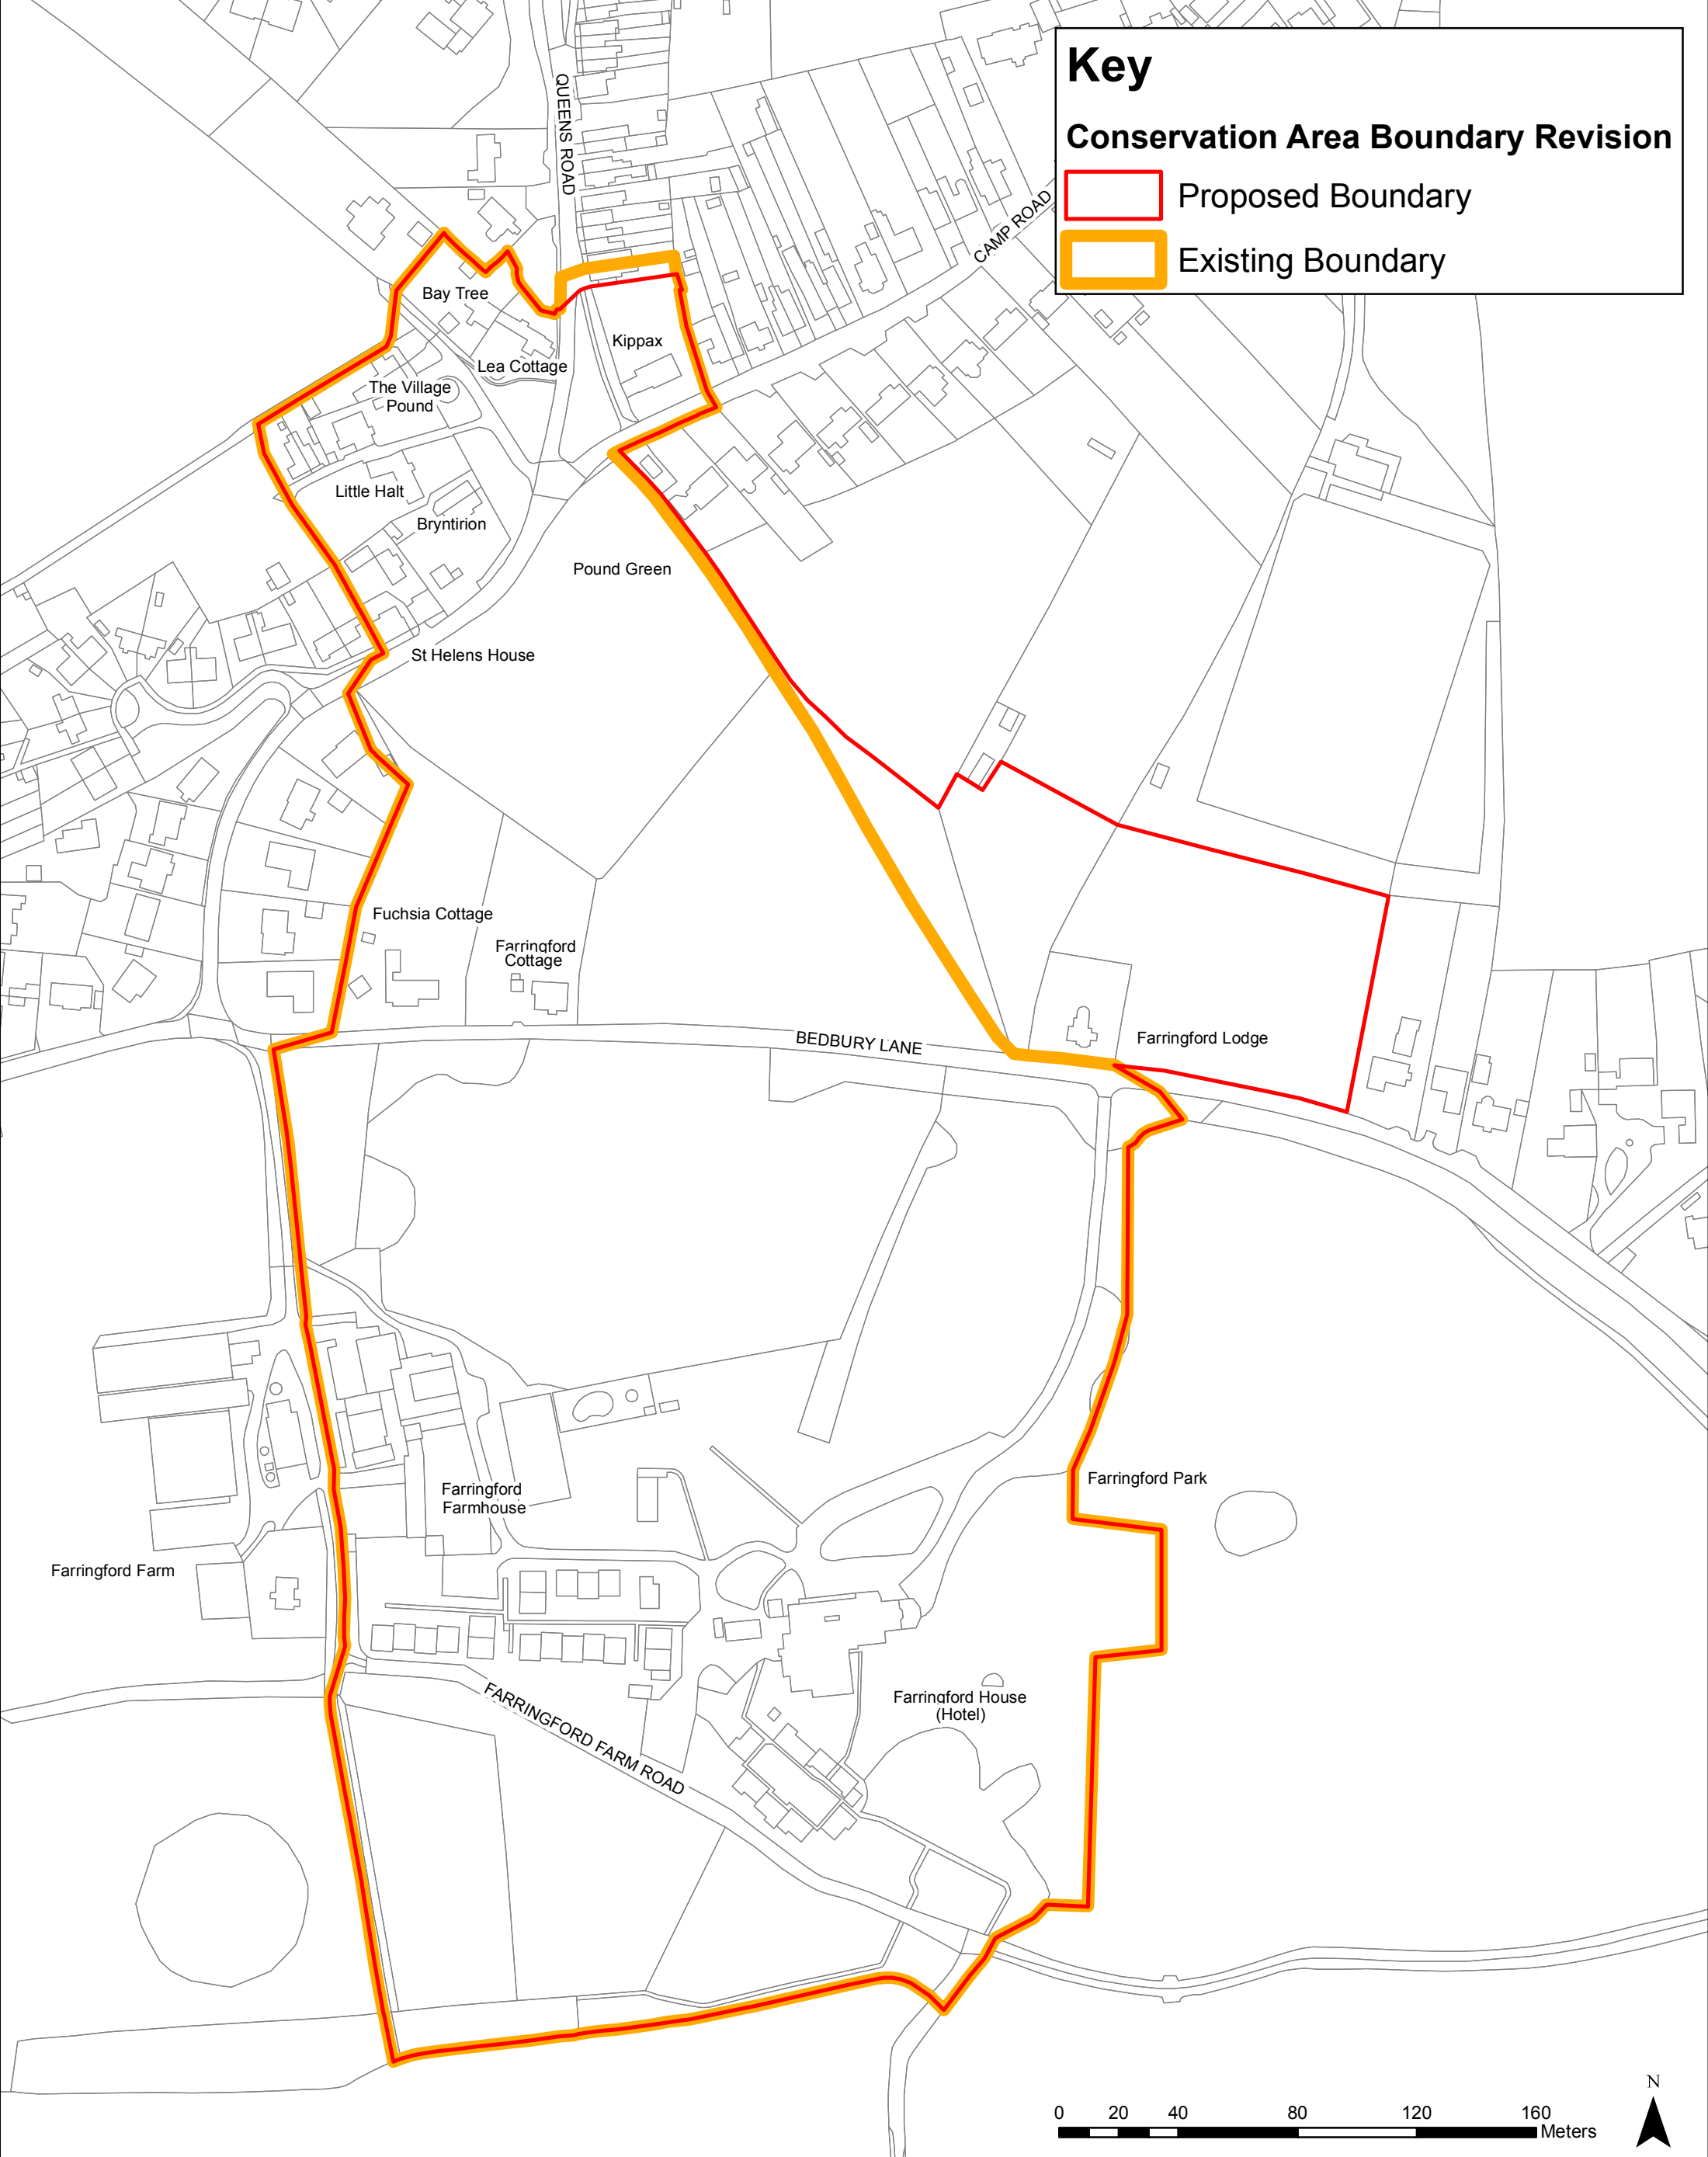 Key
Conservation Area Boundary Revision
Proposed Boundary
Existing Boundary
QUEENS ROAD
CAMP ROAD
Bay Tree
Kippax
Lea Cottage
The Village
Pound
Little Halt
Bryntirion
Pound Green
St Helens House
Fuchsia Cottage
Farringford
Cottage
BEDBURY LANE
Farringford Lodge
Farringford Park
Farringford
Farmhouse
Farringford Farm
FARRINGFORD FARM ROAD
Farringford House
(Hotel)
N
0 20 40 80 120 160
Meters